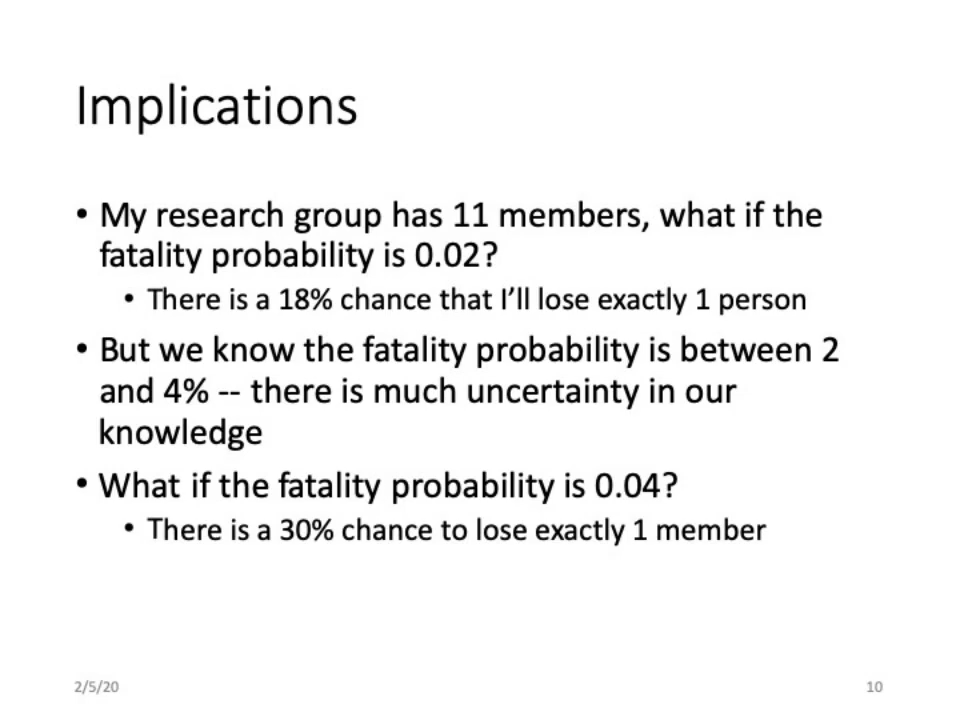 Implications
• My research group has 11 members, what if the
fatality probability is 0.02?
• There is a 18% chance that I’ll lose exactly 1 person
• But we know the fatality probability is between 2
and 4% -- there is much uncertainty in our
knowledge
• What if the fatality probability is 0.04?
• There is a 30% chance to lose exactly 1 member
2/5/20
10